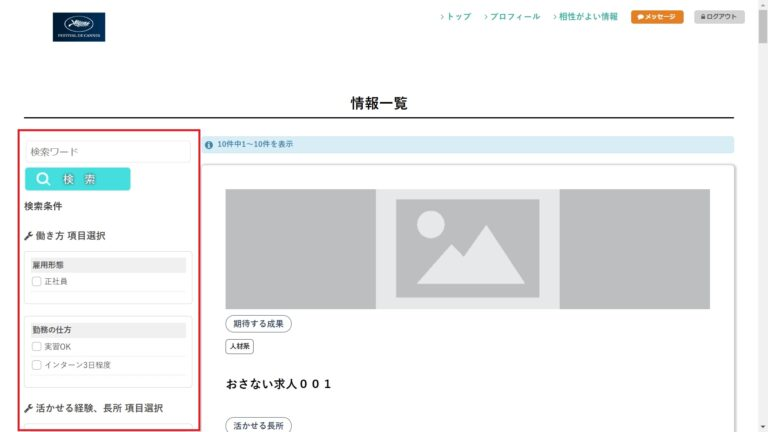 FESTIVAL DE CANNES
トップ プロフィール 相性がよい情報 メッセージ ログアウト
情報一覧
検索ワード
検 索
検索条件
働き方 項目選択
雇用形態
正社員
勤務の仕方
実習OK
インターン3日程度
活かせる経験、長所 項目選択
10件中1～10件を表示
期待する成果
人材系
おさない求人００１
活かせる長所